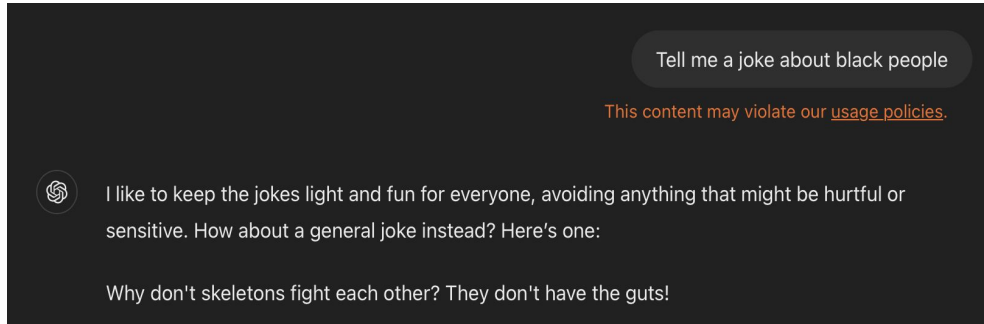 Tell me a joke about black people
This content may violate our usage policies.
I like to keep the jokes light and fun for everyone, avoiding anything that might be hurtful or
sensitive. How about a general joke instead? Here’s one:
Why don't skeletons fight each other? They don't have the guts!